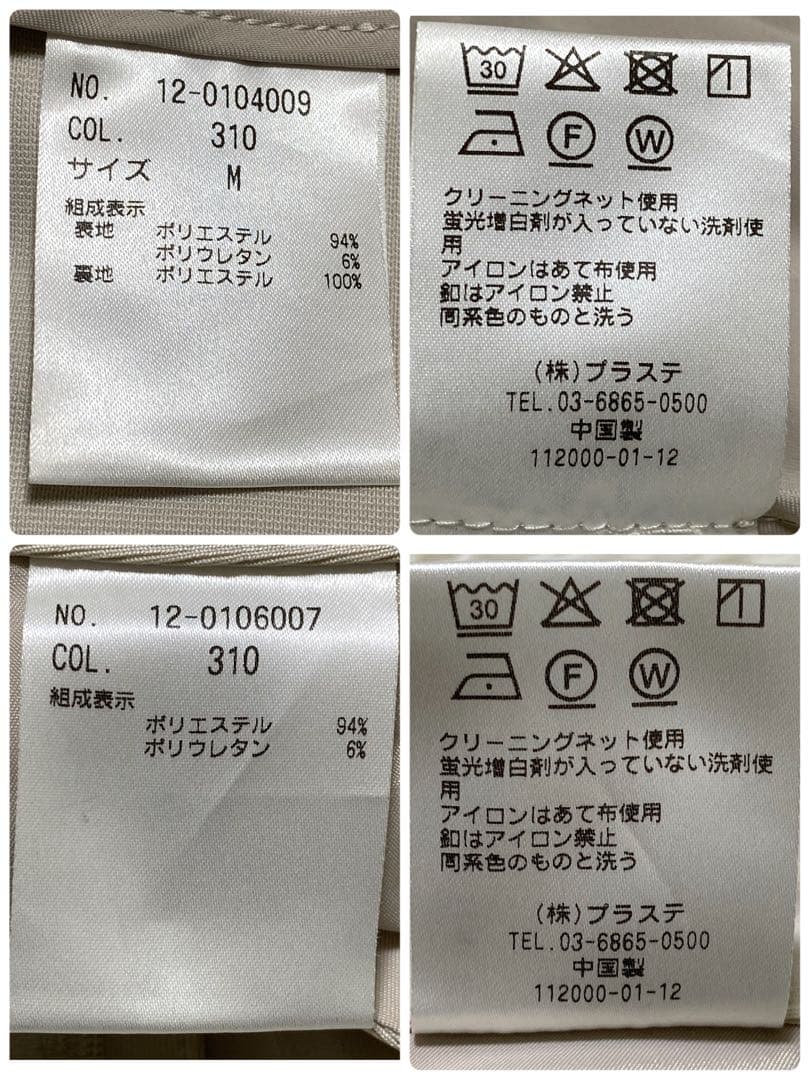 NO. 12-0104009
COL. 310
サイズ M
組成表示
表地 ポリエステル 94%
ポリウレタン 6%
裏地 ポリエステル 100%
30
F W
クリーニングネット使用
蛍光増白剤が入っていない洗剤使
用
アイロンはあて布使用
釦はアイロン禁止
同系色のものと洗う
(株)プラステ
TEL.03-6865-0500
中国製
112000-01-12
NO. 12-0106007
COL. 310
組成表示
ポリエステル 94%
ポリウレタン 6%
30
F W
クリーニングネット使用
蛍光増白剤が入っていない洗剤使
用
アイロンはあて布使用
釦はアイロン禁止
同系色のものと洗う
(株)プラステ
TEL.03-6865-0500
中国製
112000-01-12